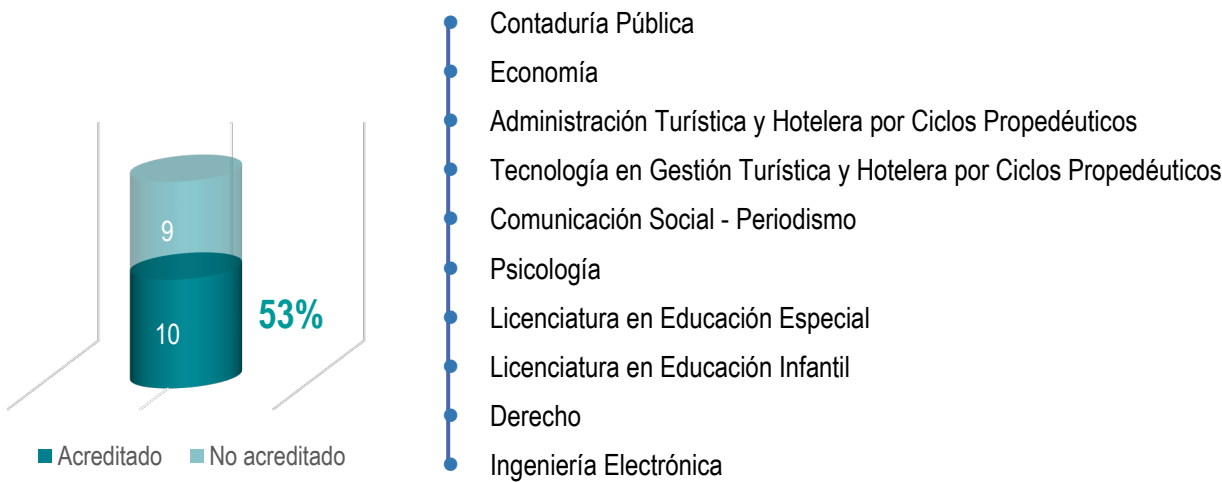 9
10
53%
Acreditado
No acreditado
Contaduría Pública
Economía
Administración Turística y Hotelera por Ciclos Propedéuticos
Tecnología en Gestión Turística y Hotelera por Ciclos Propedéuticos
Comunicación Social - Periodismo
Psicología
Licenciatura en Educación Especial
Licenciatura en Educación Infantil
Derecho
Ingeniería Electrónica